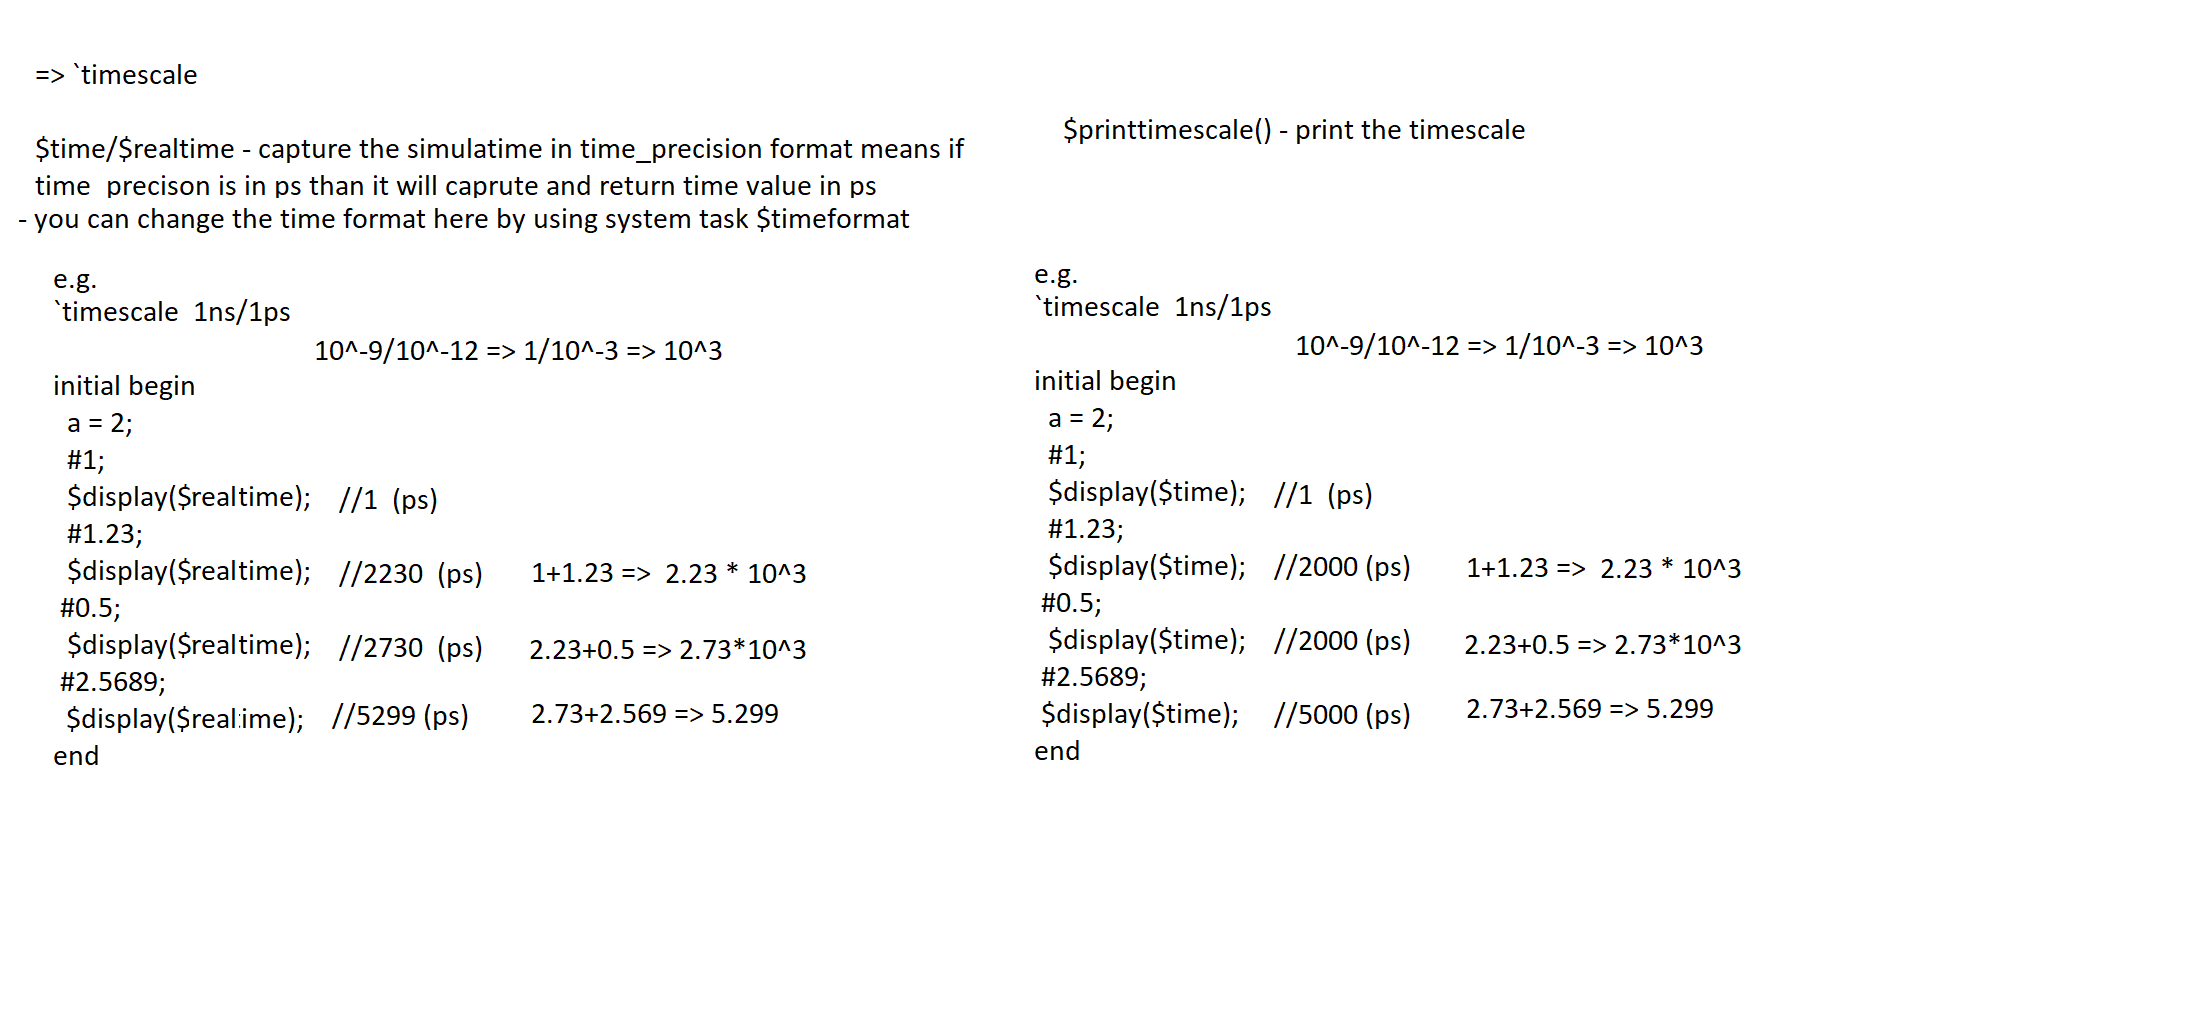 => `timescale
$time/$realtime - capture the simulatime in time_precision format means if
time precison is in ps than it will caprute and return time value in ps
- you can change the time format here by using system task $timeformat
e.g.
`timescale 1ns/1ps
10^-9/10^-12 => 1/10^-3 => 10^3
initial begin
a = 2;
#1;
$display($realtime); //1 (ps)
#1.23;
$display($realtime); //2230 (ps) 1+1.23 => 2.23 * 10^3
#0.5;
$display($realtime); //2730 (ps) 2.23+0.5 => 2.73*10^3
#2.5689;
$display($realtime); //5299 (ps) 2.73+2.569 => 5.299
end
$printtimescale() - print the timescale
e.g.
`timescale 1ns/1ps
10^-9/10^-12 => 1/10^-3 => 10^3
initial begin
a = 2;
#1;
$display($time); //1 (ps)
#1.23;
$display($time); //2000 (ps) 1+1.23 => 2.23 * 10^3
#0.5;
$display($time); //2000 (ps) 2.23+0.5 => 2.73*10^3
#2.5689;
$display($time); //5000 (ps) 2.73+2.569 => 5.299
end